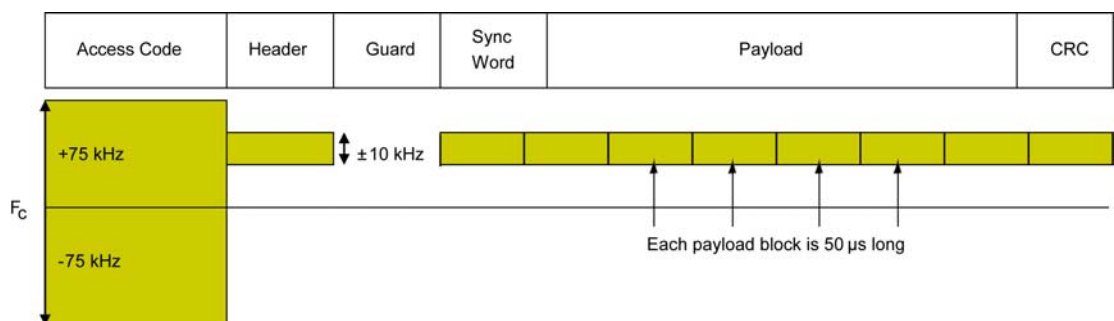 Access Code
Header
Guard
Sync
Word
Payload
CRC
+75 kHz
±10 kHz
Fc
-75 kHz
Each payload block is 50 µs long